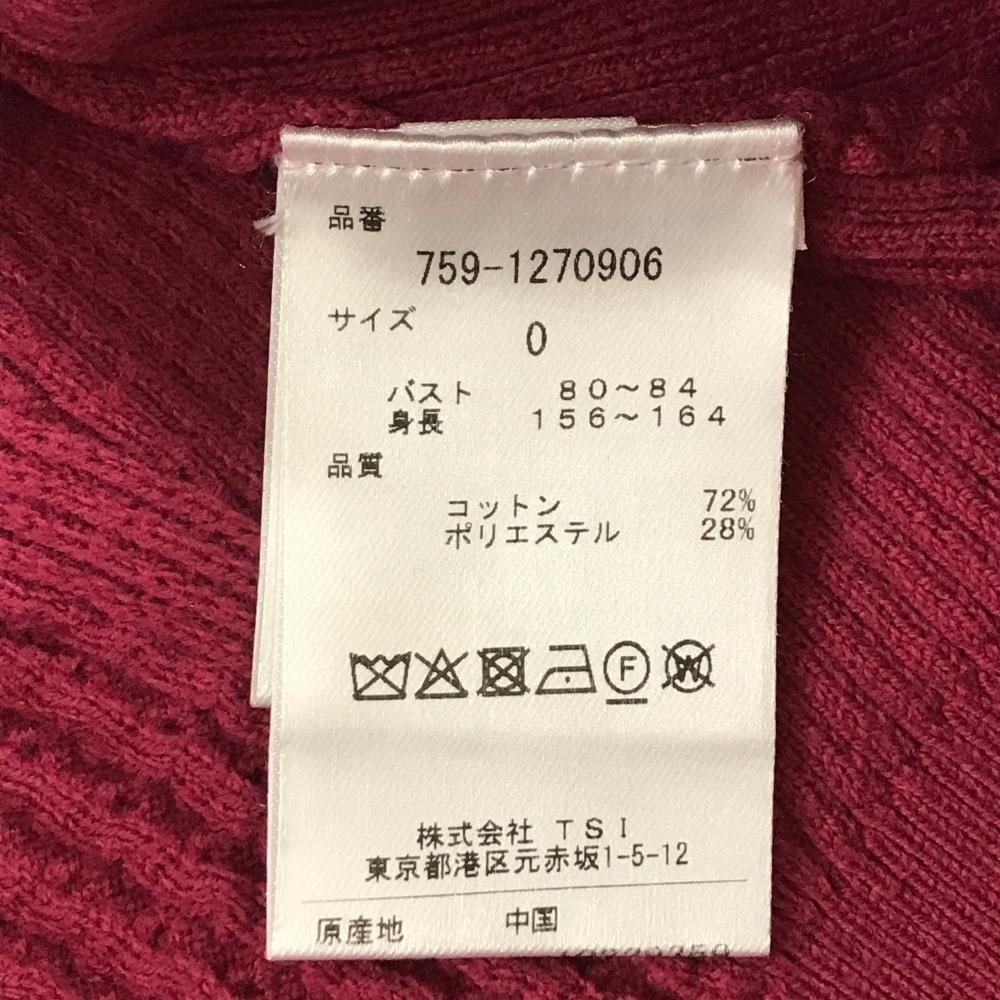 品番
759-1270906
サイズ
0
バスト 80～84
身長 156～164
品質
コットン 72%
ポリエステル 28%
F
W
株式会社 TSI
東京都港区元赤坂1-5-12
原産地 中国